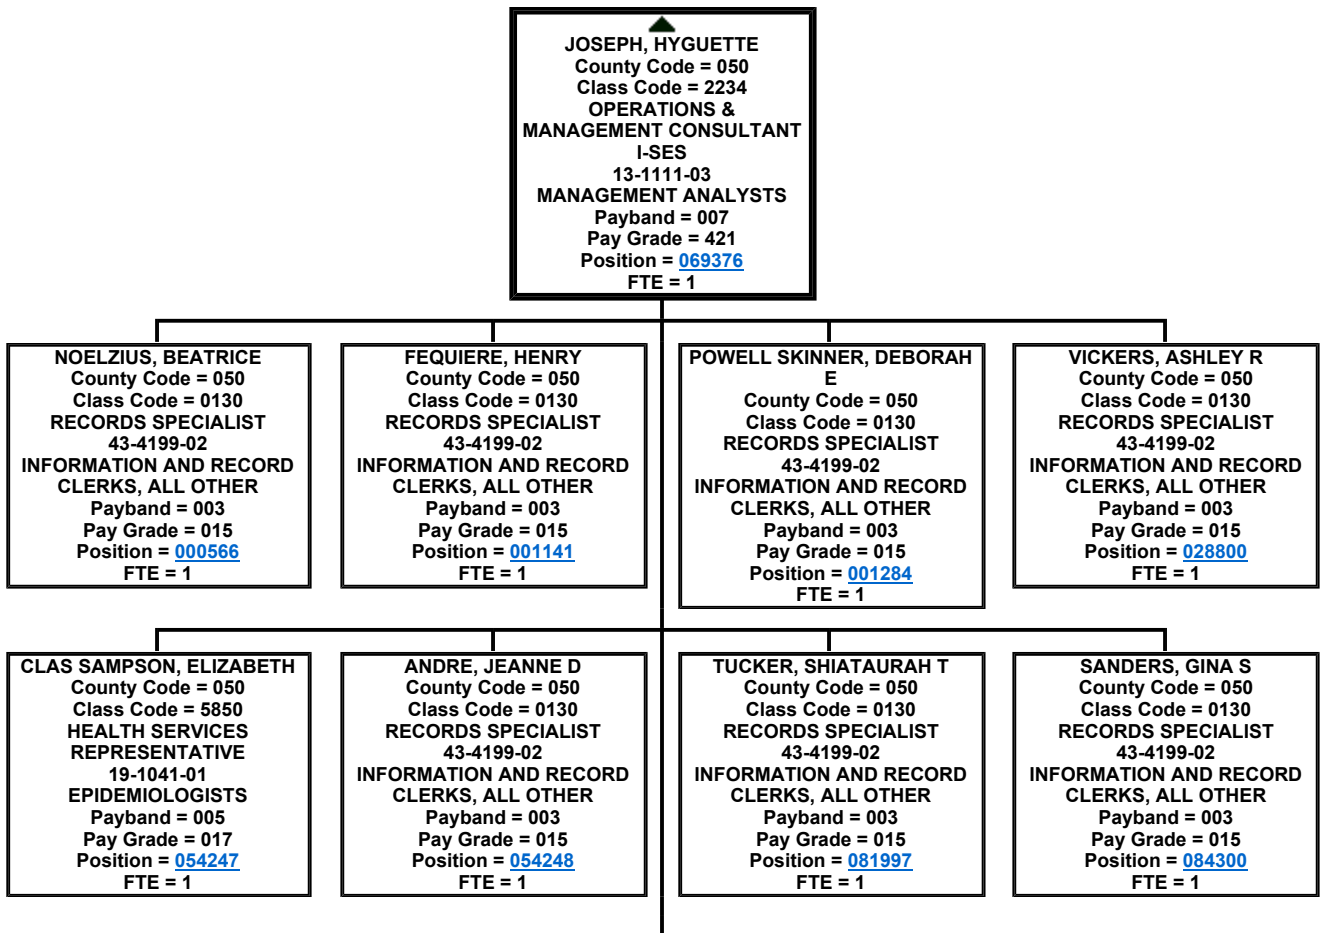 JOSEPH, HYGUETTE
County Code = 050
Class Code = 2234
OPERATIONS &
MANAGEMENT CONSULTANT
I-SES
13-1111-03
MANAGEMENT ANALYSTS
Payband = 007
Pay Grade = 421
Position = 069376
FTE = 1
NOELZIUS, BEATRICE
County Code = 050
Class Code = 0130
RECORDS SPECIALIST
43-4199-02
INFORMATION AND RECORD
CLERKS, ALL OTHER
Payband = 003
Pay Grade = 015
Position = 000566
FTE = 1
FEQUIERE, HENRY
County Code = 050
Class Code = 0130
RECORDS SPECIALIST
43-4199-02
INFORMATION AND RECORD
CLERKS, ALL OTHER
Payband = 003
Pay Grade = 015
Position = 001141
FTE = 1
POWELL SKINNER, DEBORAH
E
County Code = 050
Class Code = 0130
RECORDS SPECIALIST
43-4199-02
INFORMATION AND RECORD
CLERKS, ALL OTHER
Payband = 003
Pay Grade = 015
Position = 001284
FTE = 1
VICKERS, ASHLEY R
County Code = 050
Class Code = 0130
RECORDS SPECIALIST
43-4199-02
INFORMATION AND RECORD
CLERKS, ALL OTHER
Payband = 003
Pay Grade = 015
Position = 028800
FTE = 1
CLAS SAMPSON, ELIZABETH
County Code = 050
Class Code = 5850
HEALTH SERVICES
REPRESENTATIVE
19-1041-01
EPIDEMIOLOGISTS
Payband = 005
Pay Grade = 017
Position = 054247
FTE = 1
ANDRE, JEANNE D
County Code = 050
Class Code = 0130
RECORDS SPECIALIST
43-4199-02
INFORMATION AND RECORD
CLERKS, ALL OTHER
Payband = 003
Pay Grade = 015
Position = 054248
FTE = 1
TUCKER, SHIATAURAH T
County Code = 050
Class Code = 0130
RECORDS SPECIALIST
43-4199-02
INFORMATION AND RECORD
CLERKS, ALL OTHER
Payband = 003
Pay Grade = 015
Position = 081997
FTE = 1
SANDERS, GINA S
County Code = 050
Class Code = 0130
RECORDS SPECIALIST
43-4199-02
INFORMATION AND RECORD
CLERKS, ALL OTHER
Payband = 003
Pay Grade = 015
Position = 084300
FTE = 1